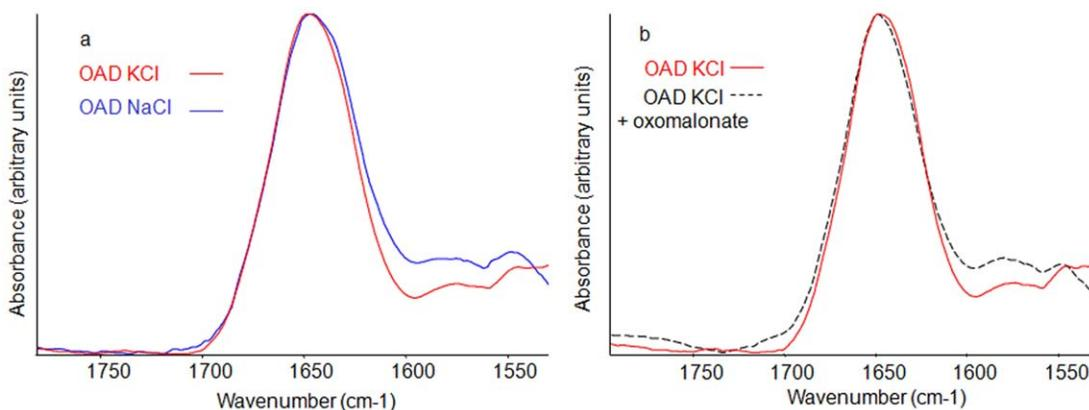 a
OAD KCl
OAD NaCl
Absorbance (arbitrary units)
1750 1700 1650 1600 1550
Wavenumber (cm-1)
b
OAD KCl
OAD KCl
+ oxomalonate
Absorbance (arbitrary units)
1750 1700 1650 1600 1550
Wavenumber (cm-1)